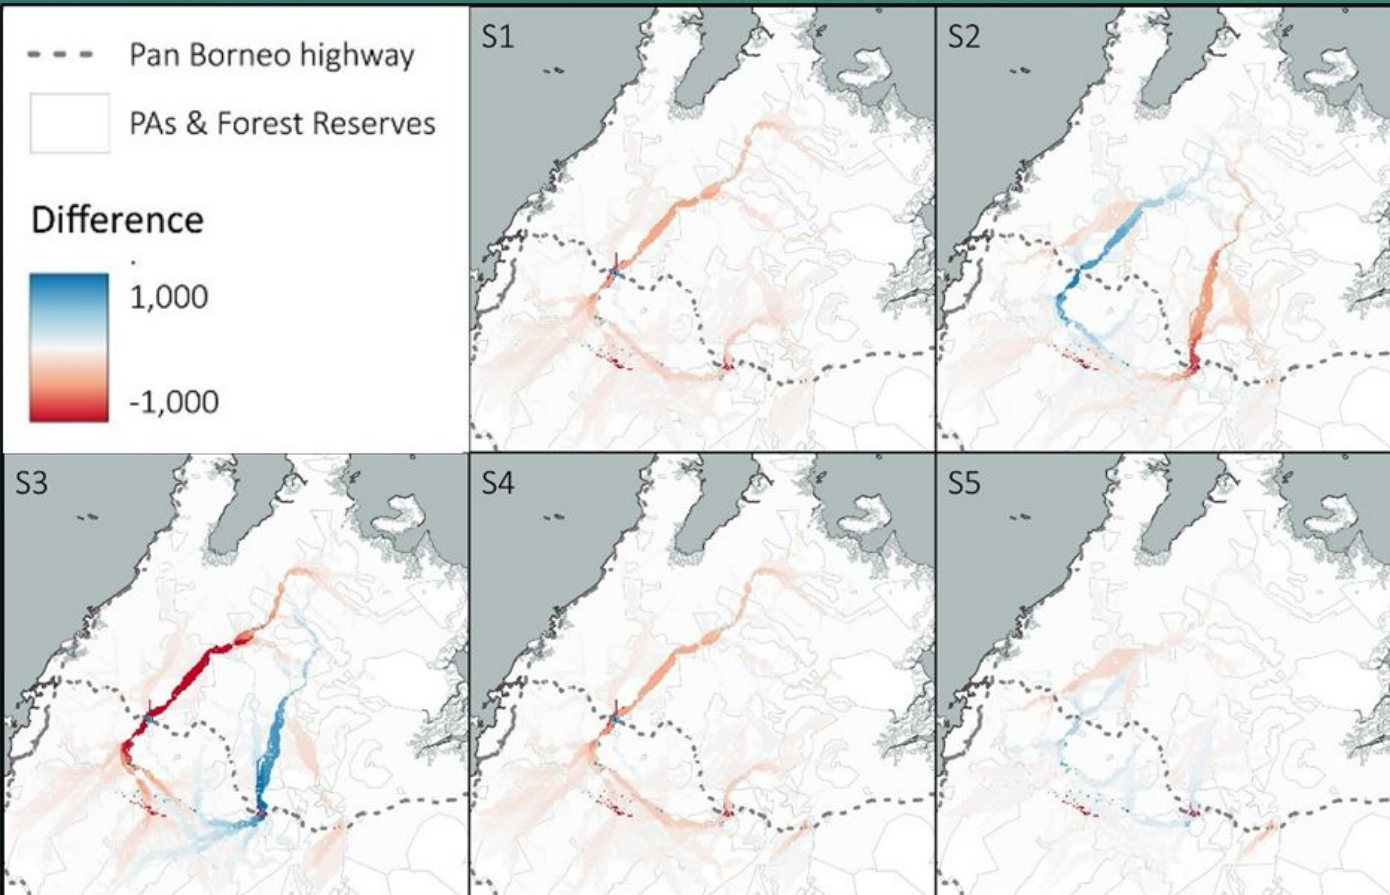 Pan Borneo highway
PAs & Forest Reserves
Difference
1,000
-1,000
S1
S2
S3
S4
S5